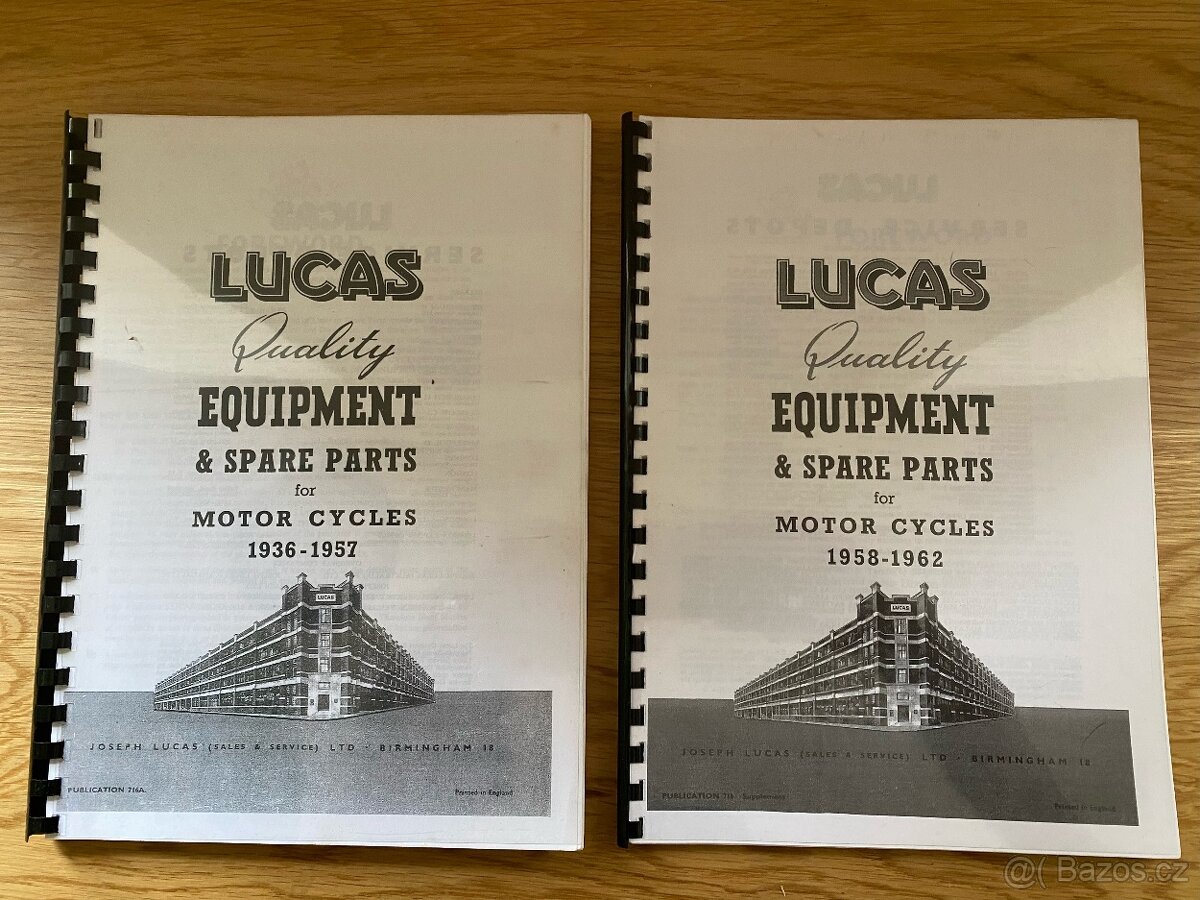 LUCAS
Quality
EQUIPMENT
& SPARE PARTS
for
MOTOR CYCLES
1936-1957
LUCAS
JOSEPH LUCAS (SALES & SERVICE) LTD · BIRMINGHAM 18
PUBLICATION 716A.
Printed in England
LUCAS
Quality
EQUIPMENT
& SPARE PARTS
for
MOTOR CYCLES
1958-1962
LUCAS
JOSEPH LUCAS (SALES & SERVICE) LTD · BIRMINGHAM 18
PUBLICATION Supplement
Printed in England
@( Bazos.cz